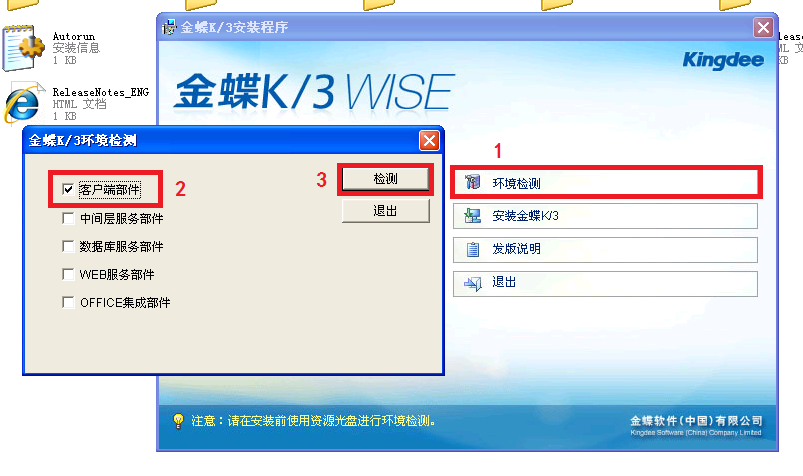 Autorun
安装信息
1 KB
ReleaseNotes_ENG
HTML 文档
1 KB
金蝶K/3安装程序
Kingdee
金蝶K/3 WISE
金蝶K/3环境检测
客户端部件
2
中间层服务部件
数据库服务部件
WEB服务部件
OFFICE集成部件
3
检测
退出
1
环境检测
安装金蝶K/3
发版说明
退出
注意：请在安装前使用资源光盘进行环境检测。
金蝶软件(中国)有限公司
Kingdee Software (China) Company Limited